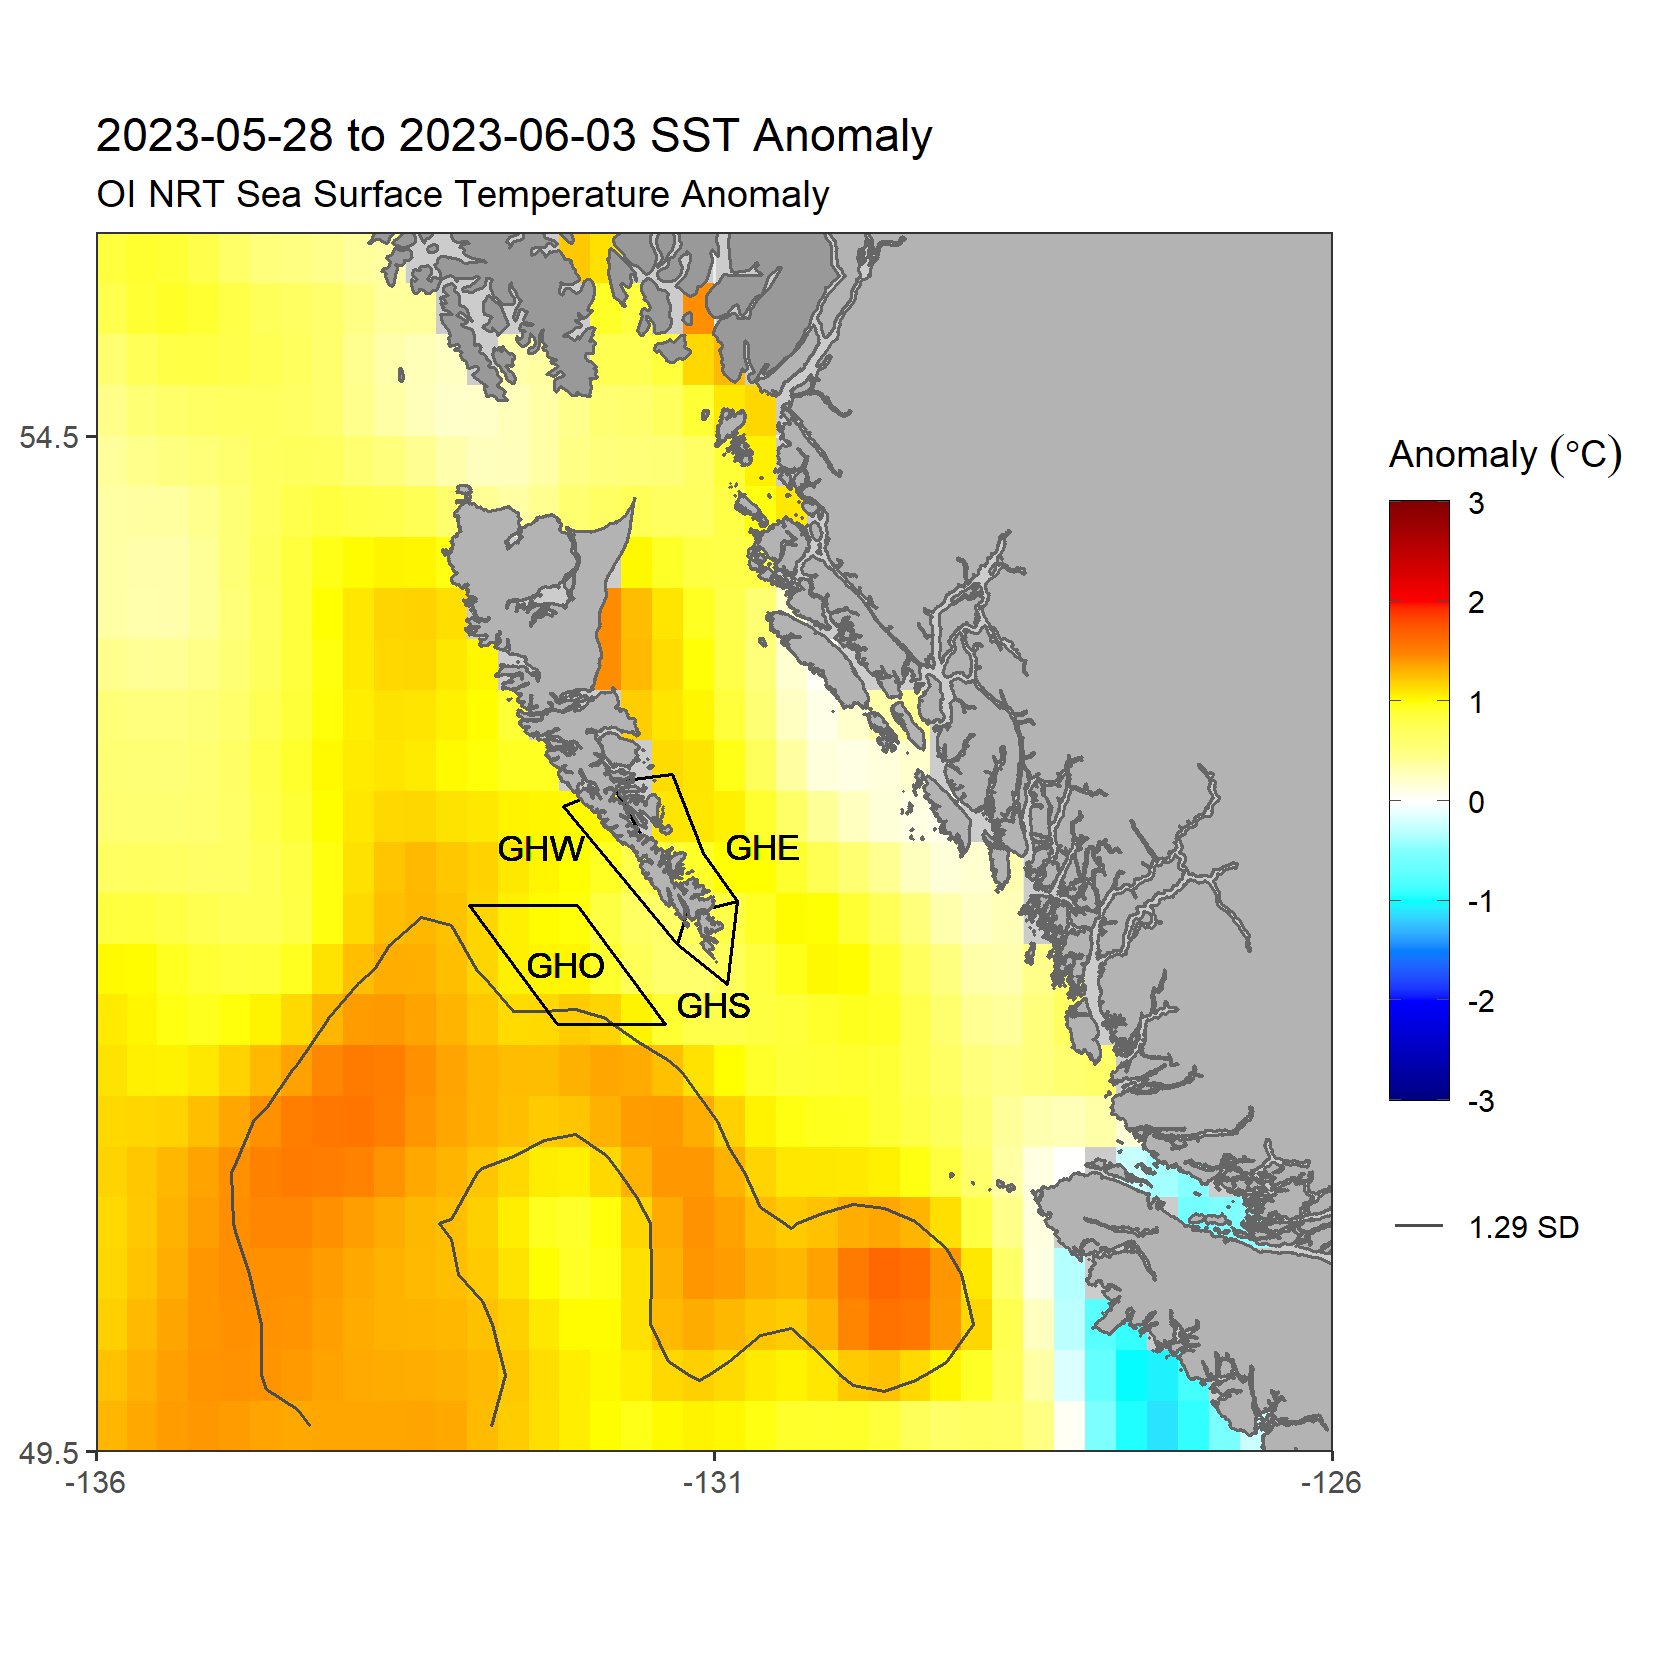 2023-05-28 to 2023-06-03 SST Anomaly
OI NRT Sea Surface Temperature Anomaly
54.5
49.5
-136
-131
-126
GHW
GHE
GHO
GHS
Anomaly (°C)
3
2
1
0
-1
-2
-3
1.29 SD